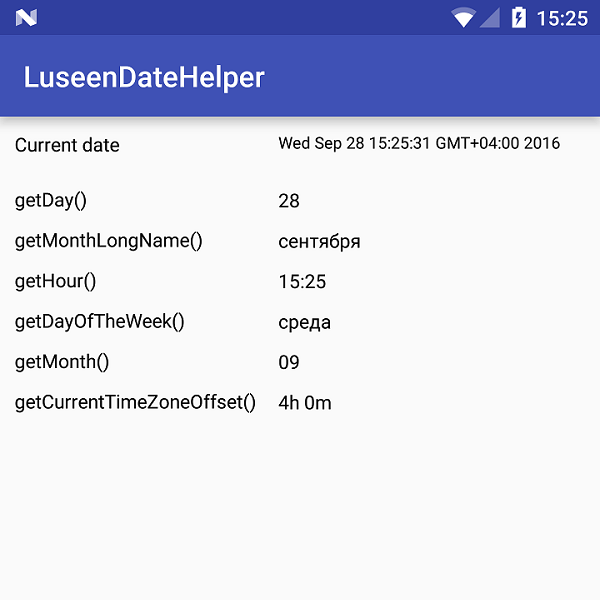 15:25
LuseenDateHelper
Current date Wed Sep 28 15:25:31 GMT+04:00 2016
getDay() 28
getMonthLongName() сентября
getHour() 15:25
getDayOfTheWeek() среда
getMonth() 09
getCurrentTimeZoneOffset() 4h 0m